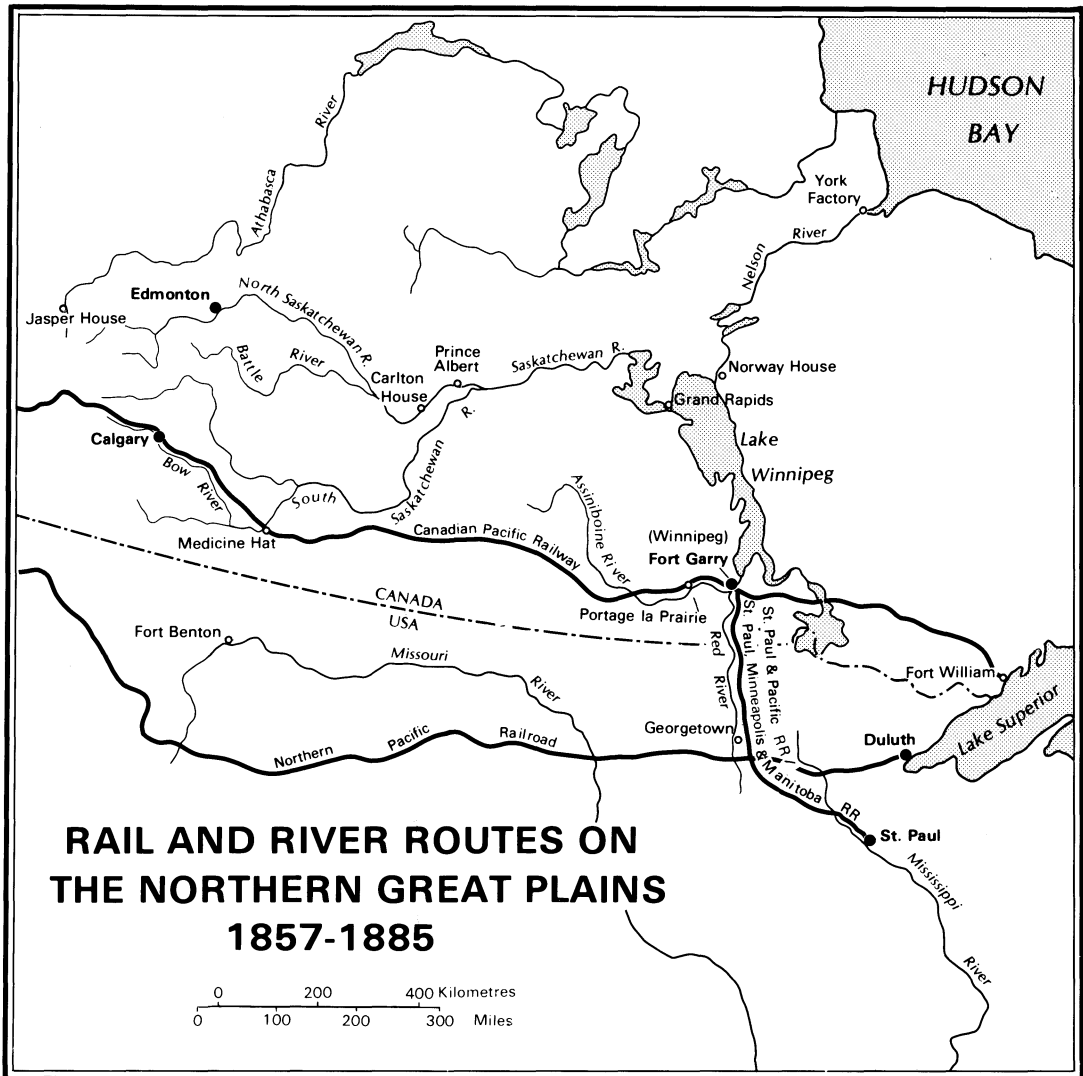 HUDSON
BAY
River
Athabasca
York
Factory
River
Nelson
Edmonton
North Saskatchewan R.
Jasper House
Battle
River
Prince
Albert
Saskatchewan R.
Carlton
House
Norway House
Grand Rapids
R.
Calgary
Lake
Winnipeg
Bow
River
South
Saskatchewan
Assiniboine River
Medicine Hat
Canadian Pacific Railway
(Winnipeg)
Fort Garry
CANADA
USA
Portage la Prairie
Fort Benton
Missouri
River
Red
River
St. Paul & Pacific RR
St. Paul, Minneapolis & Manitoba RR
Fort William
Lake Superior
Georgetown
Duluth
Northern Pacific Railroad
St. Paul
Mississippi
River
RAIL AND RIVER ROUTES ON
THE NORTHERN GREAT PLAINS
1857-1885
0 200 400 Kilometres
0 100 200 300 Miles